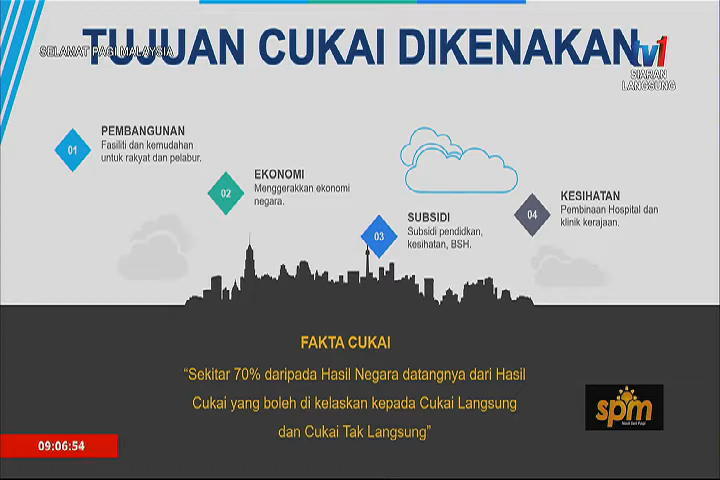 TUJUAN CUKAI DIKENAKAN
SELAMAT PAGI MALAYSIA
tv1
SIARAN
LANGSUNG
01
PEMBANGUNAN
Fasiliti dan kemudahan
untuk rakyat dan pelabur.
02
EKONOMI
Menggerakkan ekonomi
negara.
03
SUBSIDI
Subsidi pendidkan,
kesihatan, BSH.
04
KESIHATAN
Pembinaan Hospital dan
klinik kerajaan.
FAKTA CUKAI
“Sekitar 70% daripada Hasil Negara datangnya dari Hasil
Cukai yang boleh di kelaskan kepada Cukai Langsung
dan Cukai Tak Langsung”
spm
09:06:54